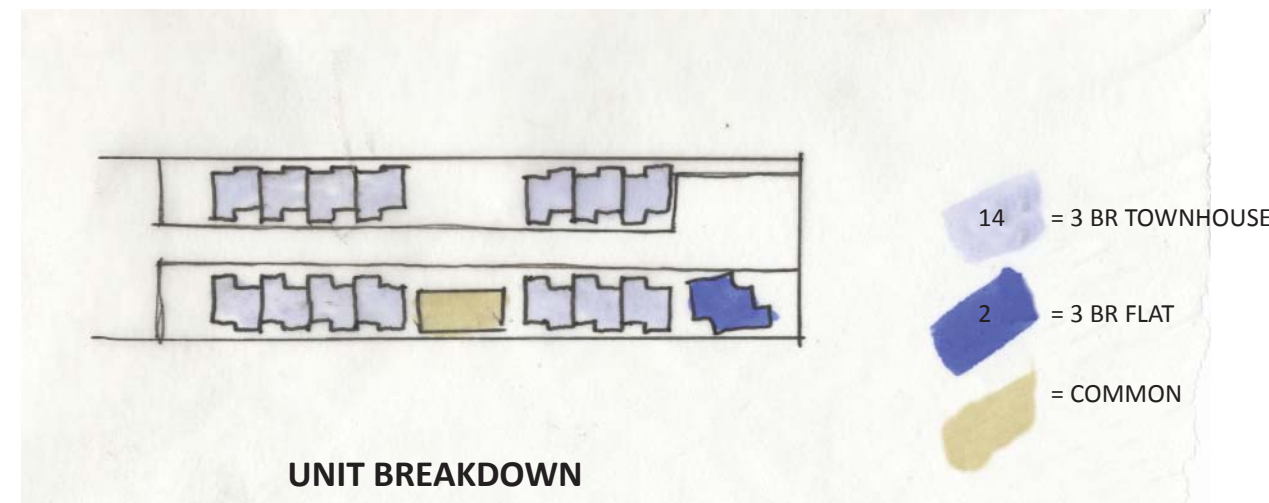 14 = 3 BR TOWNHOUSE
2 = 3 BR FLAT
= COMMON
UNIT BREAKDOWN